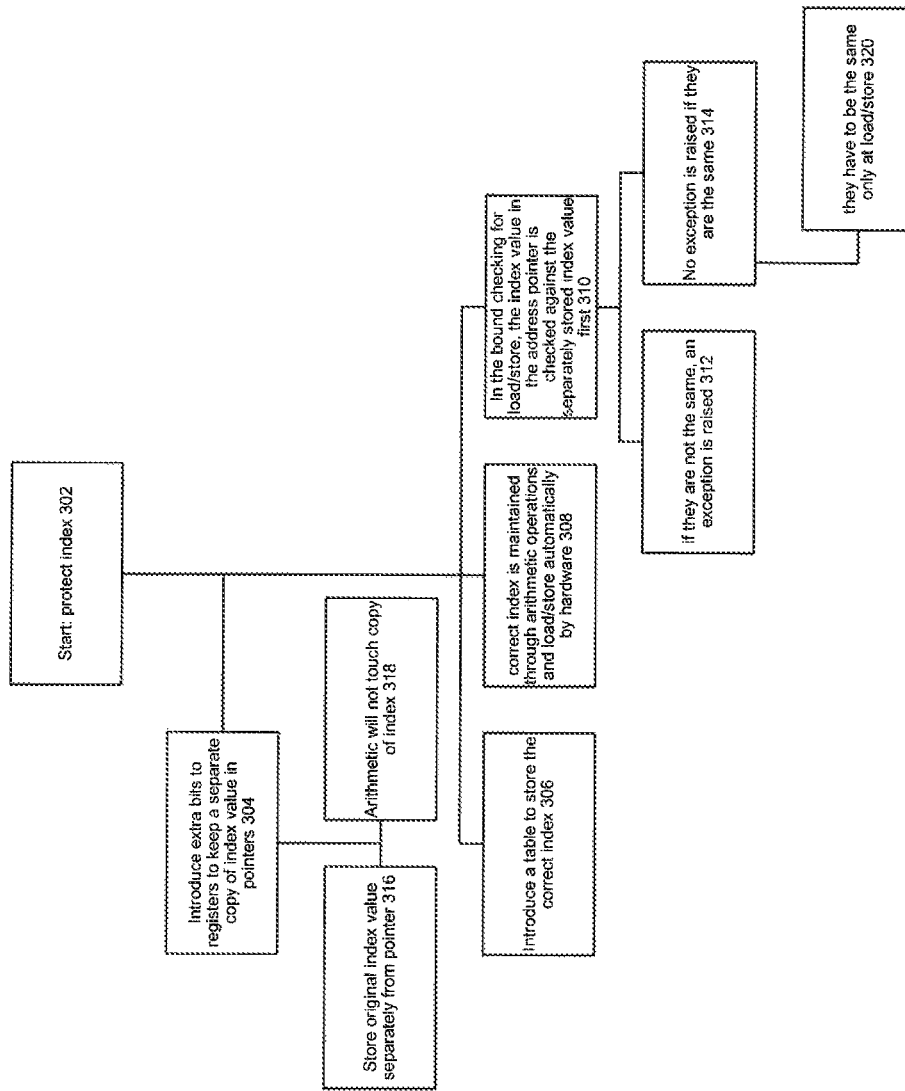 Start: protect index 302
Introduce extra bits to
registers to keep a separate
copy of index value in
pointers 304
Store original index value
separately from pointer 316
Arithmetic will not touch copy
of index 318
Introduce a table to store the
correct index 306
correct index is maintained
through arithmetic operations
and load/store automatically
by hardware 308
In the bound checking for
load/store, the index value in
the address pointer is
checked against the
separately stored index value
first 310
if they are not the same, an
exception is raised 312
No exception is raised if they
are the same 314
they have to be the same
only at load/store 320